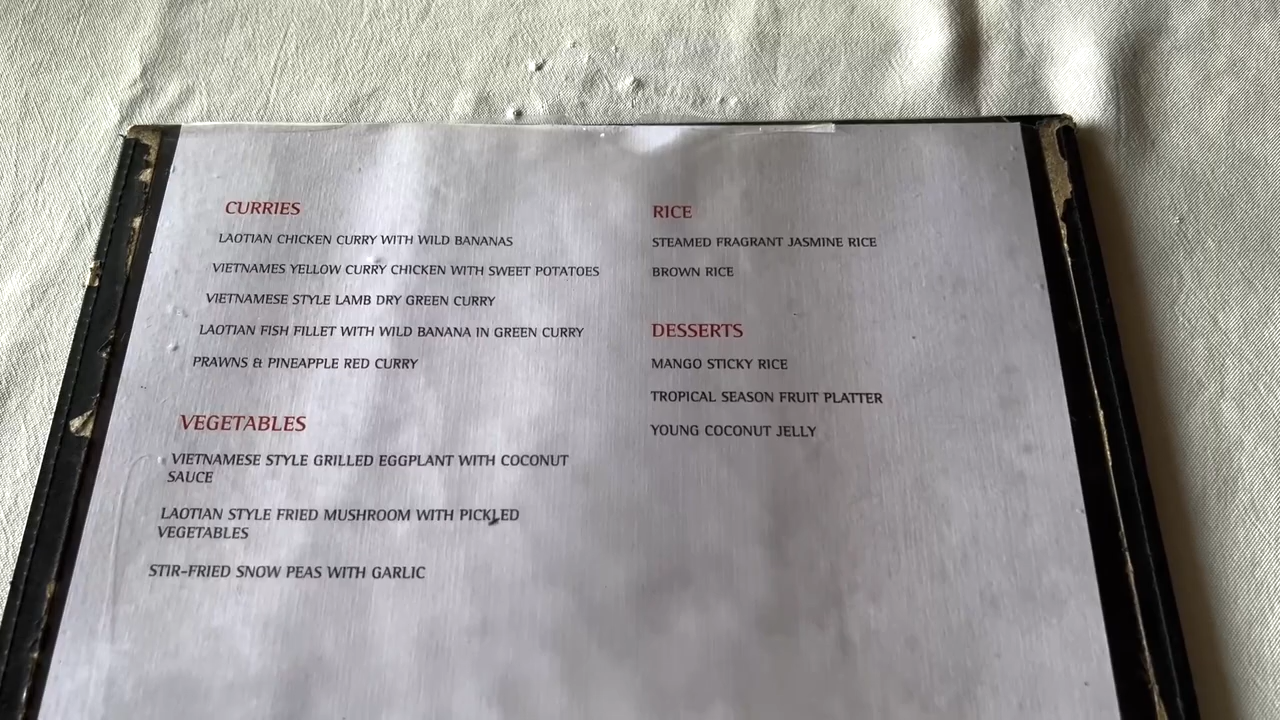 CURRIES
LAOTIAN CHICKEN CURRY WITH WILD BANANAS
VIETNAMES YELLOW CURRY CHICKEN WITH SWEET POTATOES
VIETNAMESE STYLE LAMB DRY GREEN CURRY
LAOTIAN FISH FILLET WITH WILD BANANA IN GREEN CURRY
PRAWNS & PINEAPPLE RED CURRY
VEGETABLES
VIETNAMESE STYLE GRILLED EGGPLANT WITH COCONUT
SAUCE
LAOTIAN STYLE FRIED MUSHROOM WITH PICKLED
VEGETABLES
STIR-FRIED SNOW PEAS WITH GARLIC
RICE
STEAMED FRAGRANT JASMINE RICE
BROWN RICE
DESSERTS
MANGO STICKY RICE
TROPICAL SEASON FRUIT PLATTER
YOUNG COCONUT JELLY